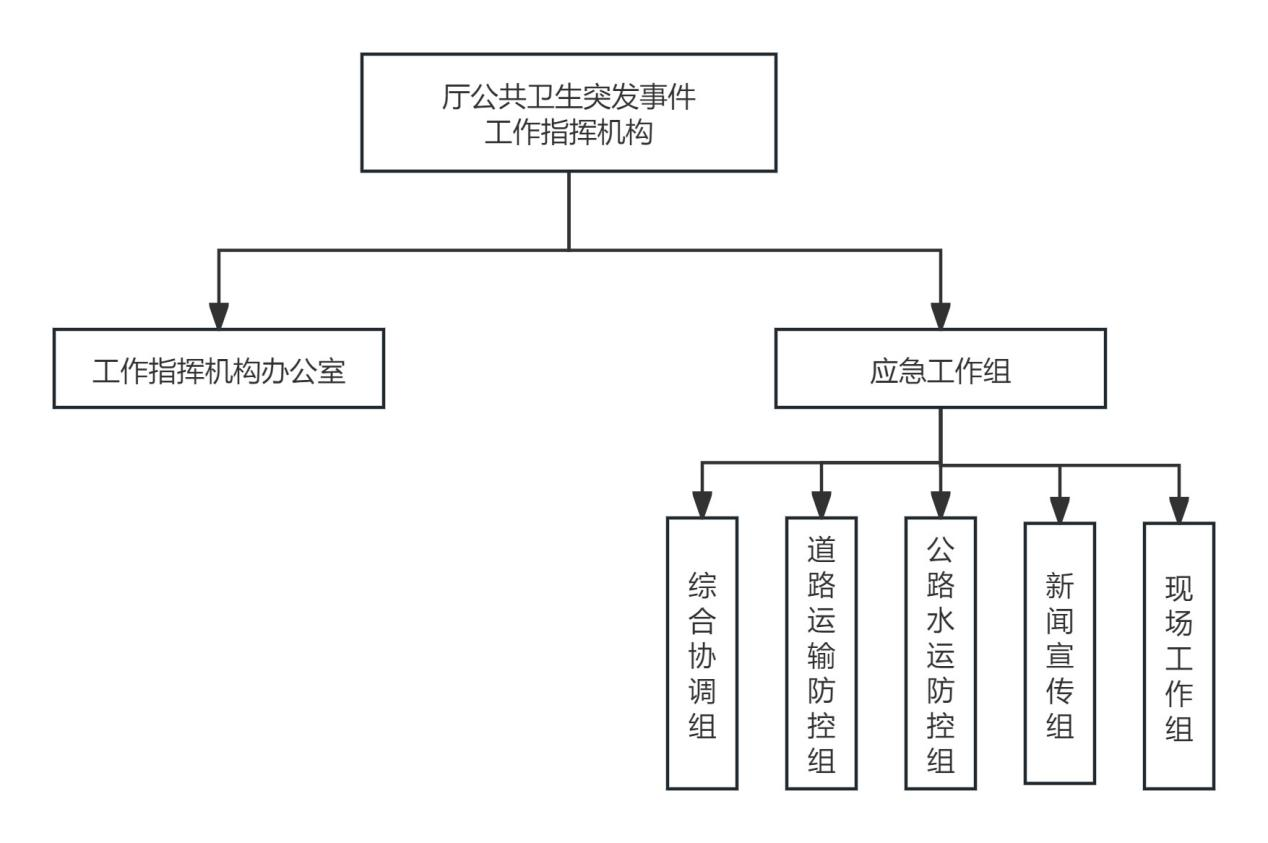 厅公共卫生突发事件
工作指挥机构
工作指挥机构办公室
应急工作组
综合协调组
道路运输防控组
公路水运防控组
新闻宣传组
现场工作组